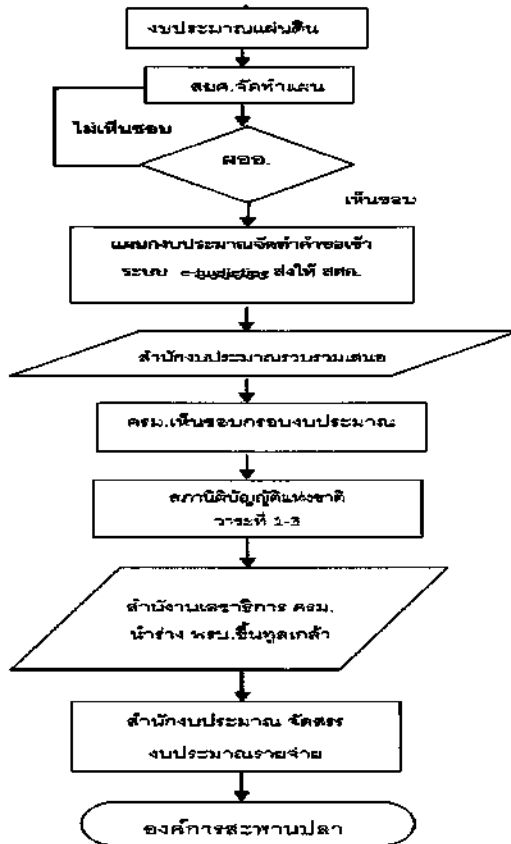 งบประมาณแผ่นดิน
สยศ.จัดทำแผน
ไม่เห็นชอบ
ผออ.
เห็นชอบ
แผนกงบประมาณจัดทำคำขอเข้า
ระบบ e-budgeting ส่งให้ สศก.
สำนักงบประมาณรวบรวมเสนอ
ครม.เห็นชอบกรอบงบประมาณ
สภานิติบัญญัติแห่งชาติ
วาระที่ 1-3
สำนักงานเลขาธิการ ครม.
นำร่าง พรบ.ขึ้นทูลเกล้า
สำนักงบประมาณ จัดสรร
งบประมาณรายจ่าย
องค์การสะพานปลา